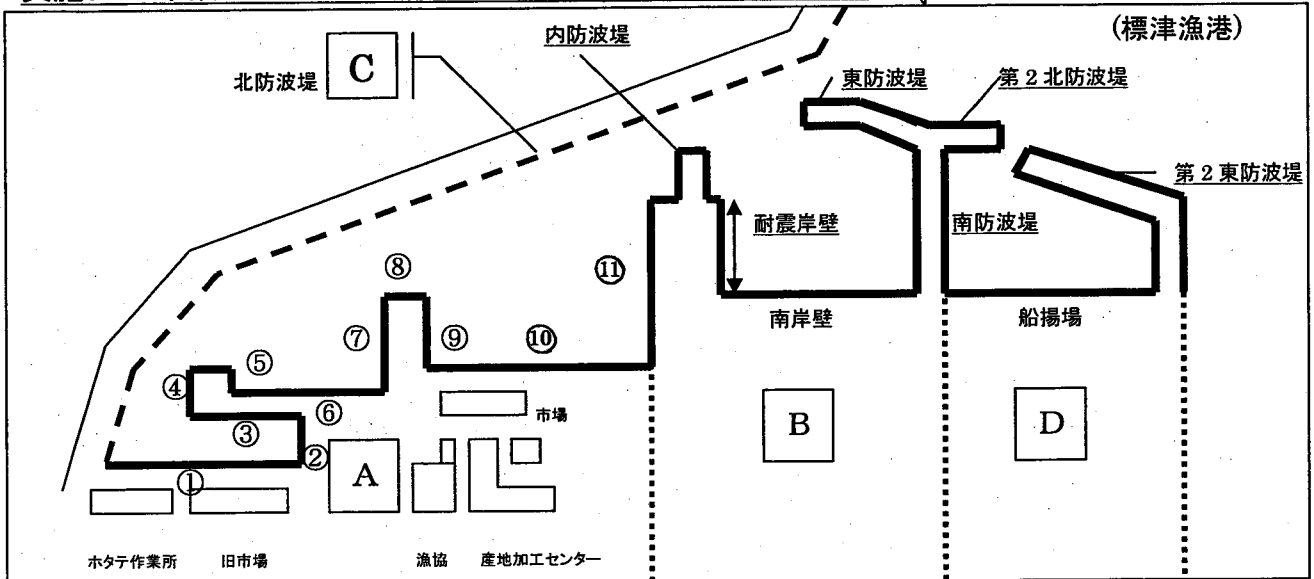 (標津漁港)
内防波堤
北防波堤
C
東防波堤
第2北防波堤
第2東防波堤
耐震岸壁
南防波堤
⑧
⑪
南岸壁
船揚場
⑦
⑨
⑩
⑤
④
⑥
③
市場
②
A
B
D
①
ホタテ作業所
旧市場
漁協
産地加工センター